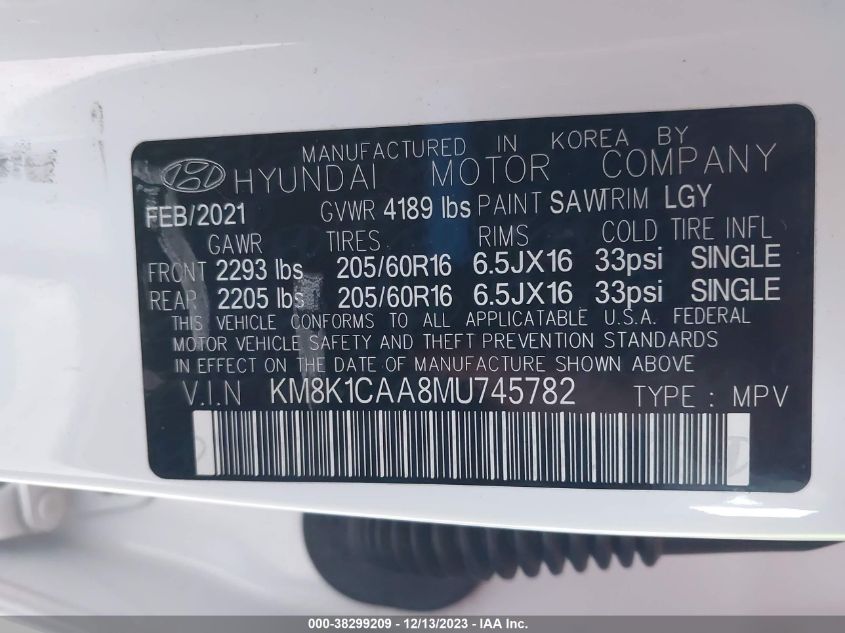 MANUFACTURED IN KOREA BY
HYUNDAI MOTOR COMPANY
FEB/2021 GVWR 4189 lbs PAINT SAW TRIM LGY
GAWR TIRES RIMS COLD TIRE INFL
FRONT 2293 lbs 205/60R16 6.5JX16 33psi SINGLE
REAR 2205 lbs 205/60R16 6.5JX16 33psi SINGLE
THIS VEHICLE CONFORMS TO ALL APPLICATABLE U.S.A. FEDERAL
MOTOR VEHICLE SAFETY AND THEFT PREVENTION STANDARDS
IN EFFECT ON THE DATE OF MANUFACTURE SHOWN ABOVE
V.I.N KM8K1CAA8MU745782 TYPE : MPV
000-38299209 - 12/13/2023 - IAA Inc.